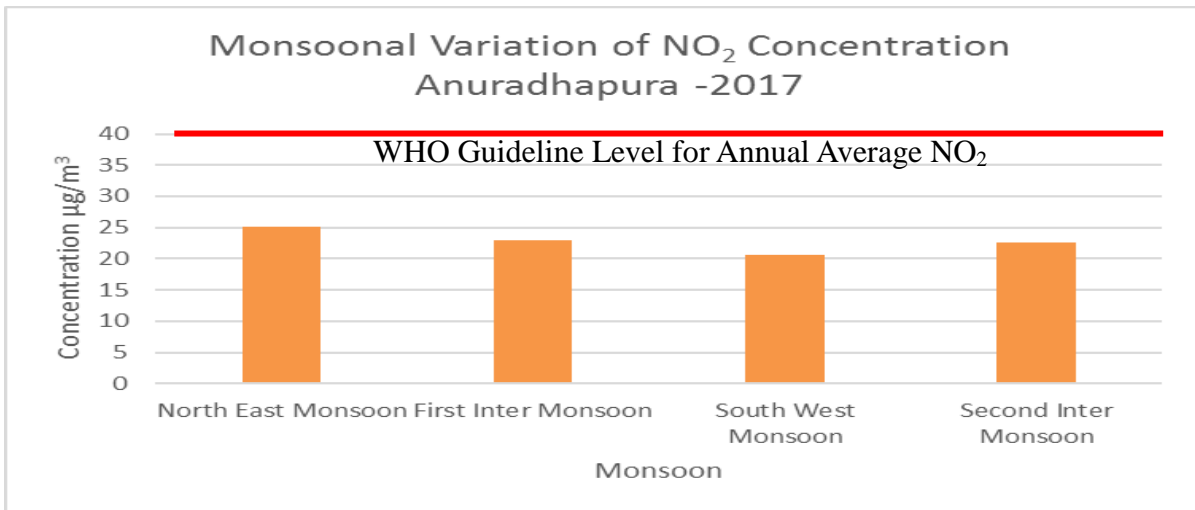 Monsoonal Variation of NO₂ Concentration
Anuradhapura -2017
40
WHO Guideline Level for Annual Average NO₂
35
30
25
20
15
10
5
0
Concentration µg/m³
North East Monsoon First Inter Monsoon South West Second Inter
Monsoon Monsoon
Monsoon